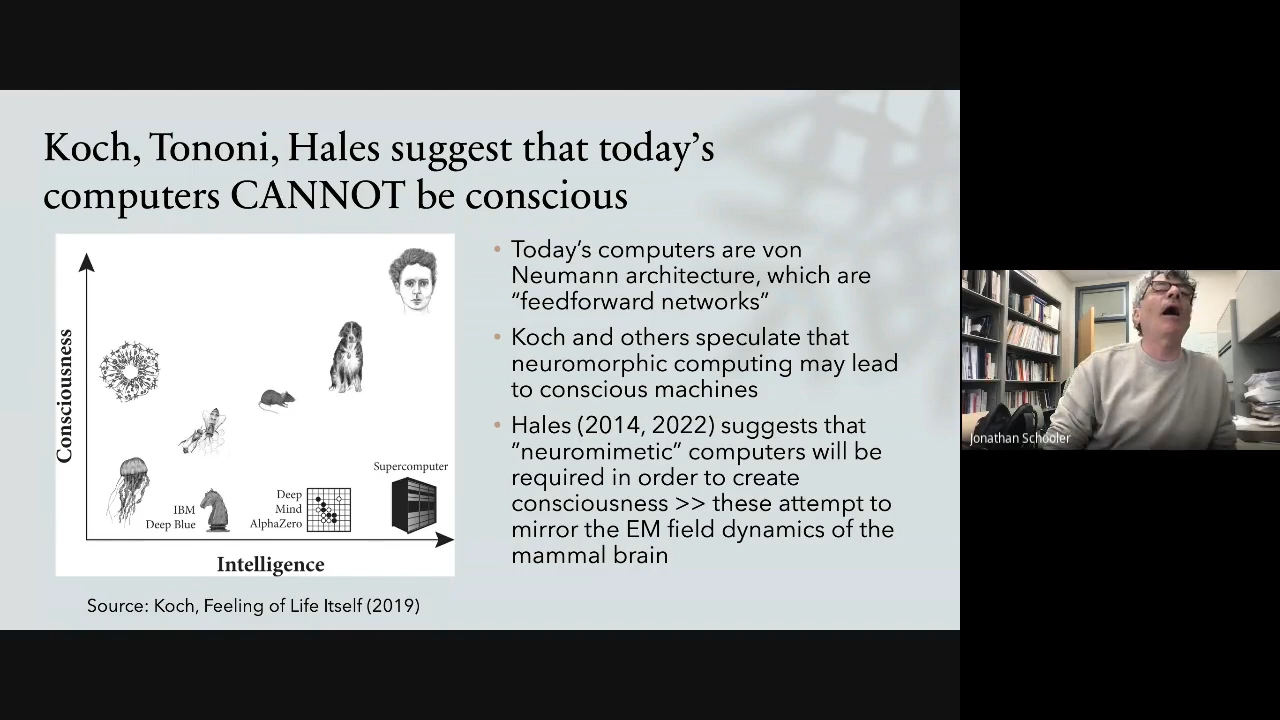 Koch, Tononi, Hales suggest that today's
computers CANNOT be conscious
Consciousness
IBM
Deep Blue
Deep
Mind
AlphaZero
Supercomputer
Intelligence
Source: Koch, Feeling of Life Itself (2019)
• Today's computers are von
Neumann architecture, which are
"feedforward networks"
• Koch and others speculate that
neuromorphic computing may lead
to conscious machines
• Hales (2014, 2022) suggests that
"neuromimetic" computers will be
required in order to create
consciousness >> these attempt to
mirror the EM field dynamics of the
mammal brain
Jonathan Schooler